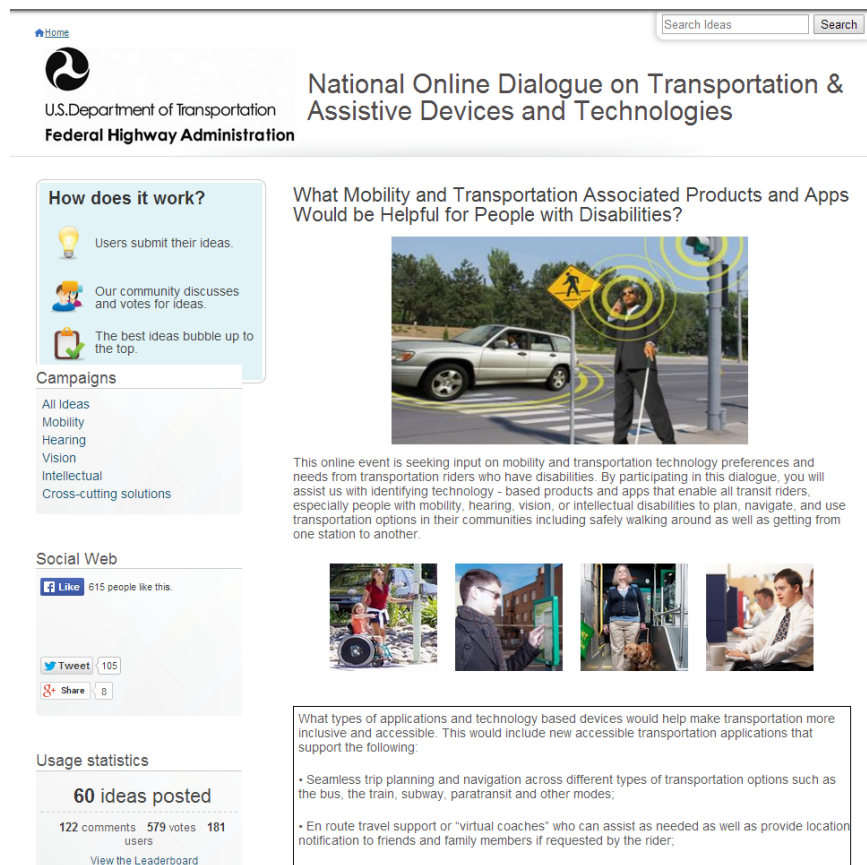 Home
Search Ideas
Search
U.S.Department of Transportation
Federal Highway Administration
National Online Dialogue on Transportation &
Assistive Devices and Technologies
How does it work?
Users submit their ideas.
Our community discusses
and votes for ideas.
The best ideas bubble up to
the top.
Campaigns
All Ideas
Mobility
Hearing
Vision
Intellectual
Cross-cutting solutions
Social Web
Like 615 people like this.
Tweet 105
Share 8
Usage statistics
60 ideas posted
122 comments 579 votes 181
users
View the Leaderboard
What Mobility and Transportation Associated Products and Apps
Would be Helpful for People with Disabilities?
This online event is seeking input on mobility and transportation technology preferences and
needs from transportation riders who have disabilities. By participating in this dialogue, you will
assist us with identifying technology - based products and apps that enable all transit riders,
especially people with mobility, hearing, vision, or intellectual disabilities to plan, navigate, and use
transportation options in their communities including safely walking around as well as getting from
one station to another.
What types of applications and technology based devices would help make transportation more
inclusive and accessible. This would include new accessible transportation applications that
support the following:
• Seamless trip planning and navigation across different types of transportation options such as
the bus, the train, subway, paratransit and other modes;
• En route travel support or “virtual coaches” who can assist as needed as well as provide location
notification to friends and family members if requested by the rider;